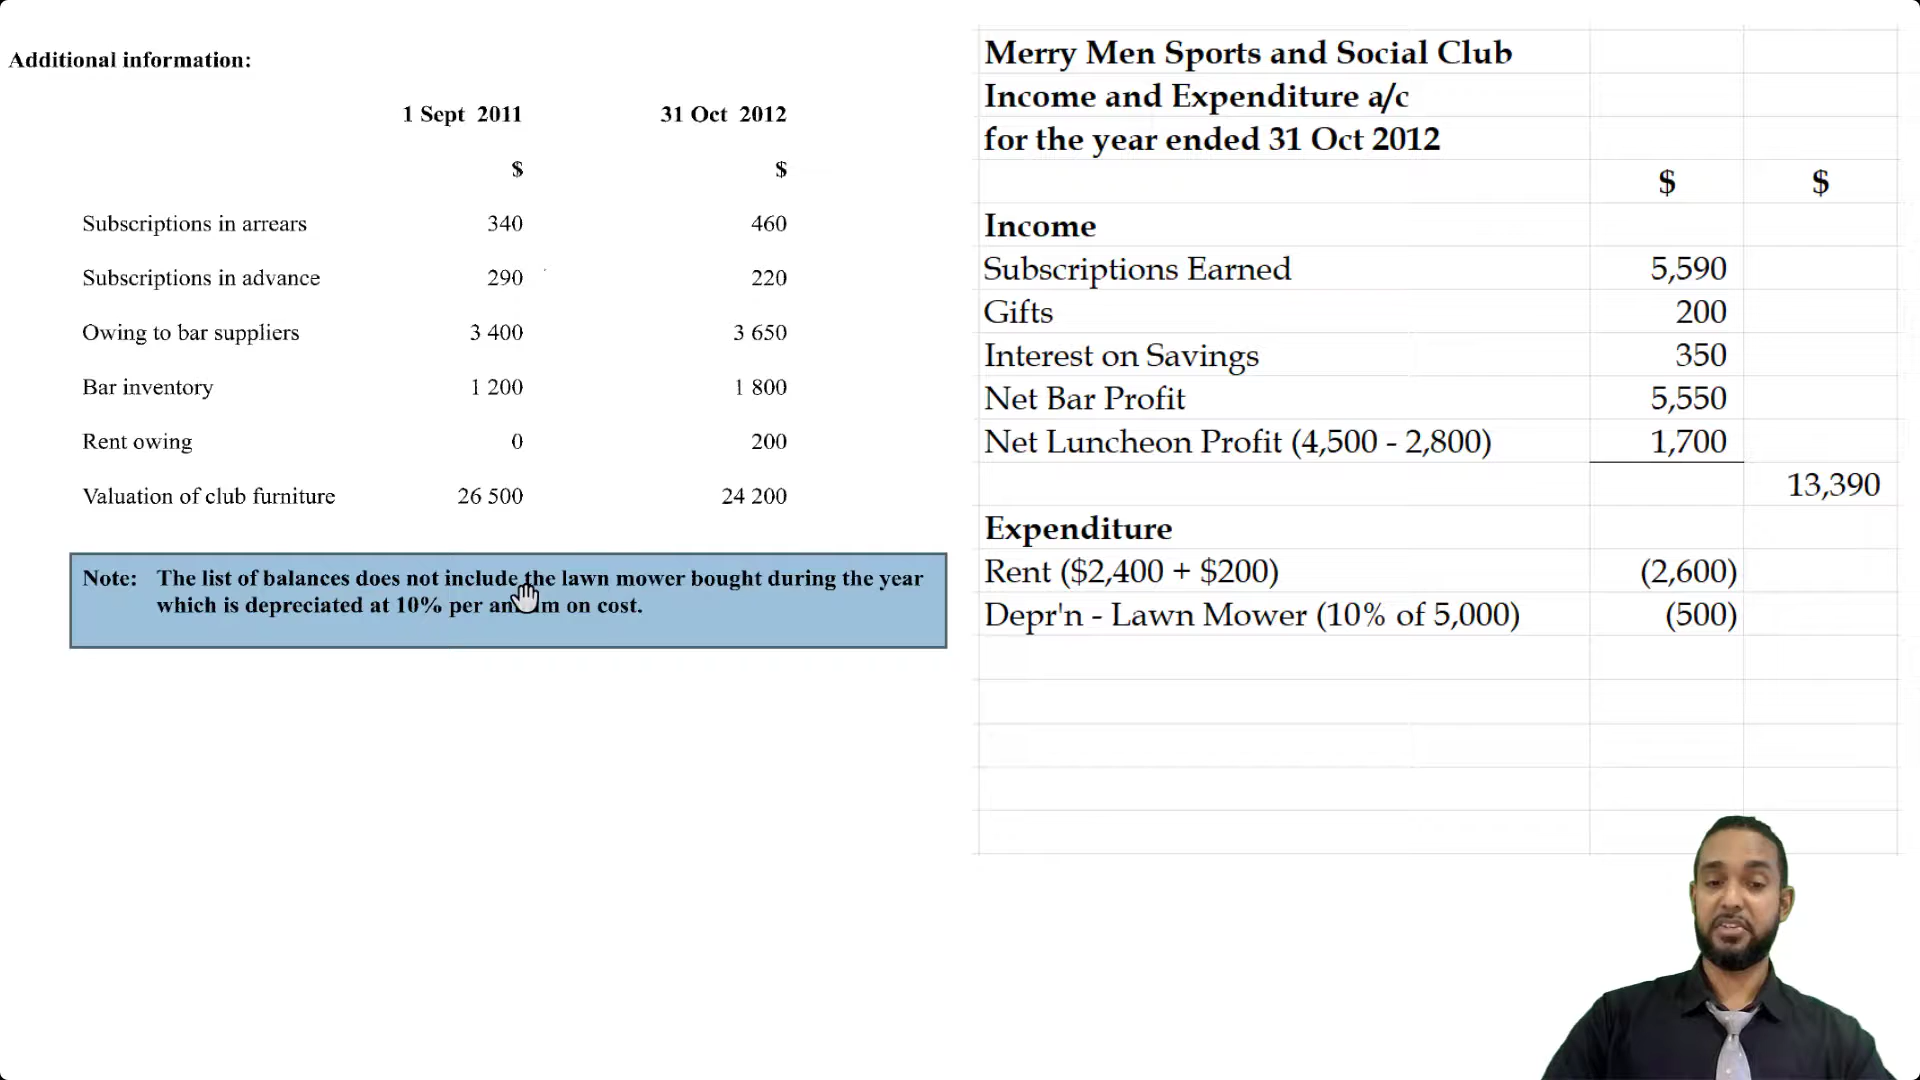 Additional information:
1 Sept 2011 31 Oct 2012
$ $
Subscriptions in arrears 340 460
Subscriptions in advance 290 220
Owing to bar suppliers 3 400 3 650
Bar inventory 1 200 1 800
Rent owing 0 200
Valuation of club furniture 26 500 24 200
Note: The list of balances does not include the lawn mower bought during the year
which is depreciated at 10% per annum on cost.
Merry Men Sports and Social Club
Income and Expenditure a/c
for the year ended 31 Oct 2012
$ $
Income
Subscriptions Earned 5,590
Gifts 200
Interest on Savings 350
Net Bar Profit 5,550
Net Luncheon Profit (4,500 - 2,800) 1,700
13,390
Expenditure
Rent ($2,400 + $200) (2,600)
Depr'n - Lawn Mower (10% of 5,000) (500)